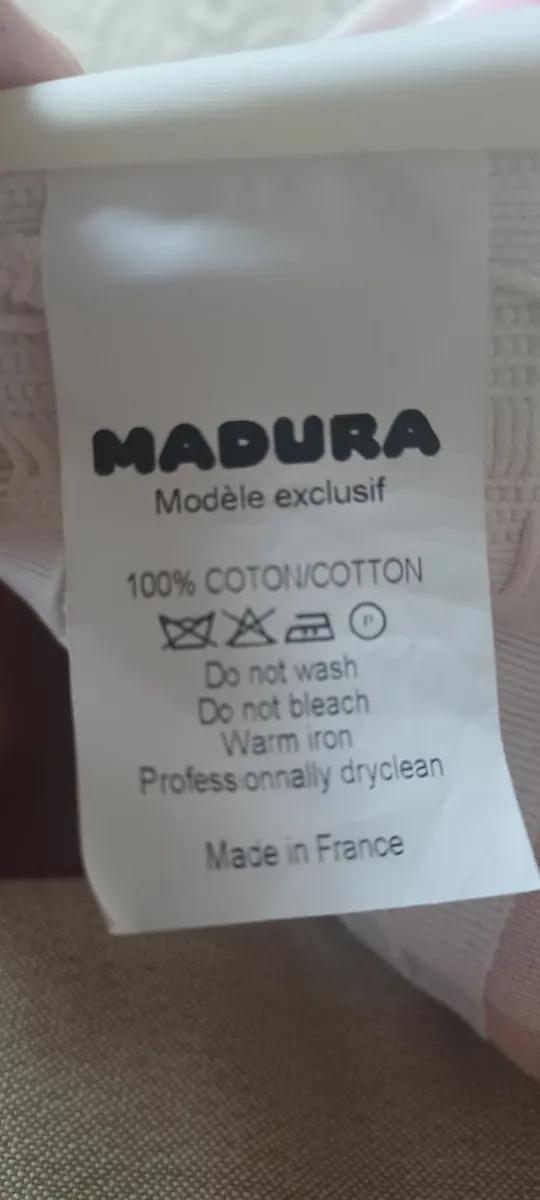 MADURA
Modèle exclusif
100% COTON/COTTON
P
Do not wash
Do not bleach
Warm iron
Professionnally dryclean
Made in France